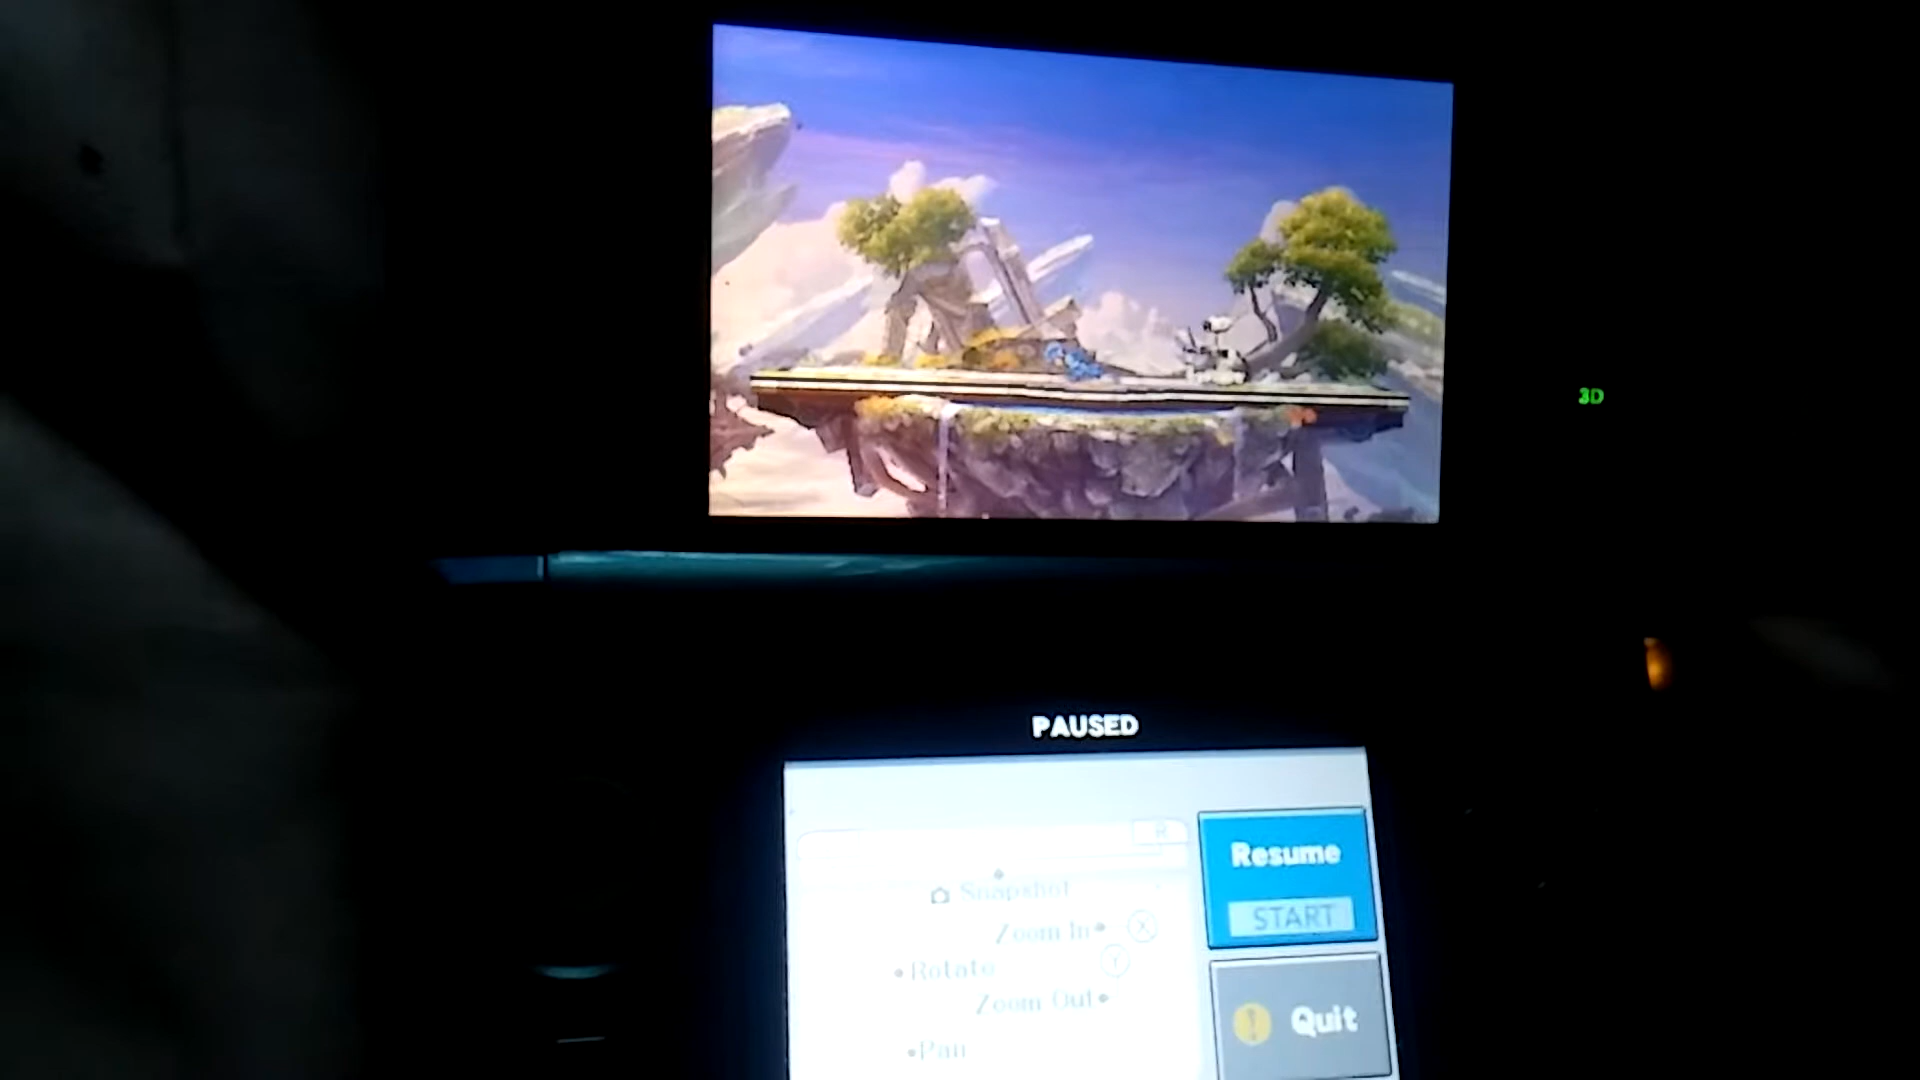 3D
PAUSED
R
Resume
START
Snapshot
Zoom In
X
Rotate
Y
Zoom Out
Quit
Pan